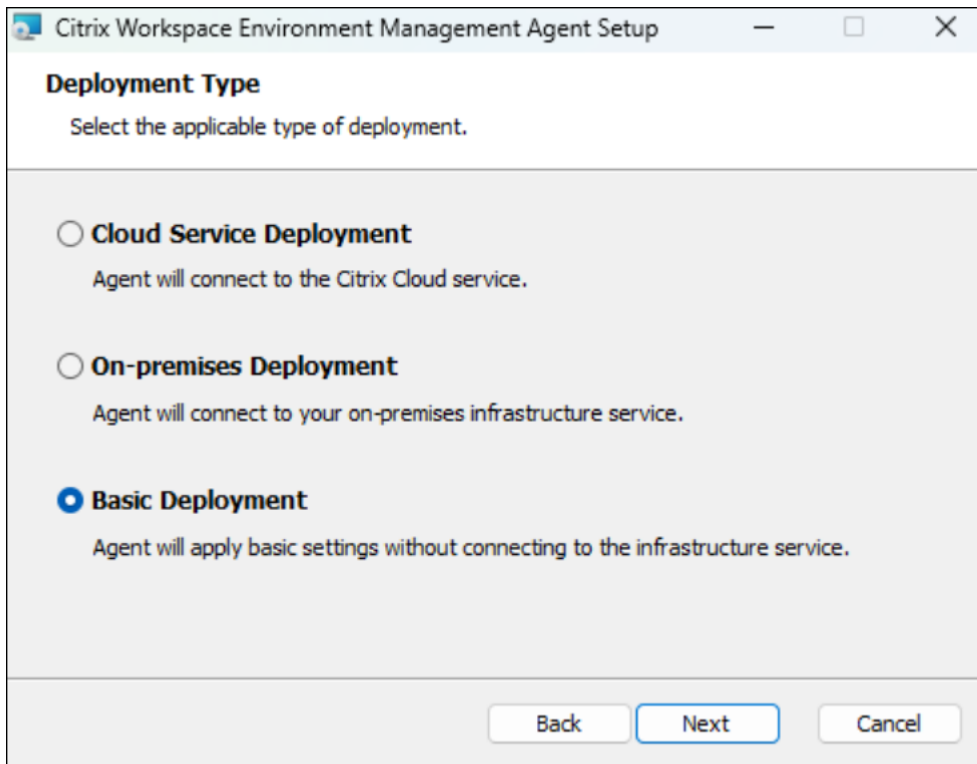 Citrix Workspace Environment Management Agent Setup
Deployment Type
Select the applicable type of deployment.
Cloud Service Deployment
Agent will connect to the Citrix Cloud service.
On-premises Deployment
Agent will connect to your on-premises infrastructure service.
Basic Deployment
Agent will apply basic settings without connecting to the infrastructure service.
Back Next Cancel